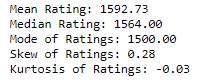 Mean Rating: 1592.73
Median Rating: 1564.00
Mode of Ratings: 1500.00
Skew of Ratings: 0.28
Kurtosis of Ratings: -0.03